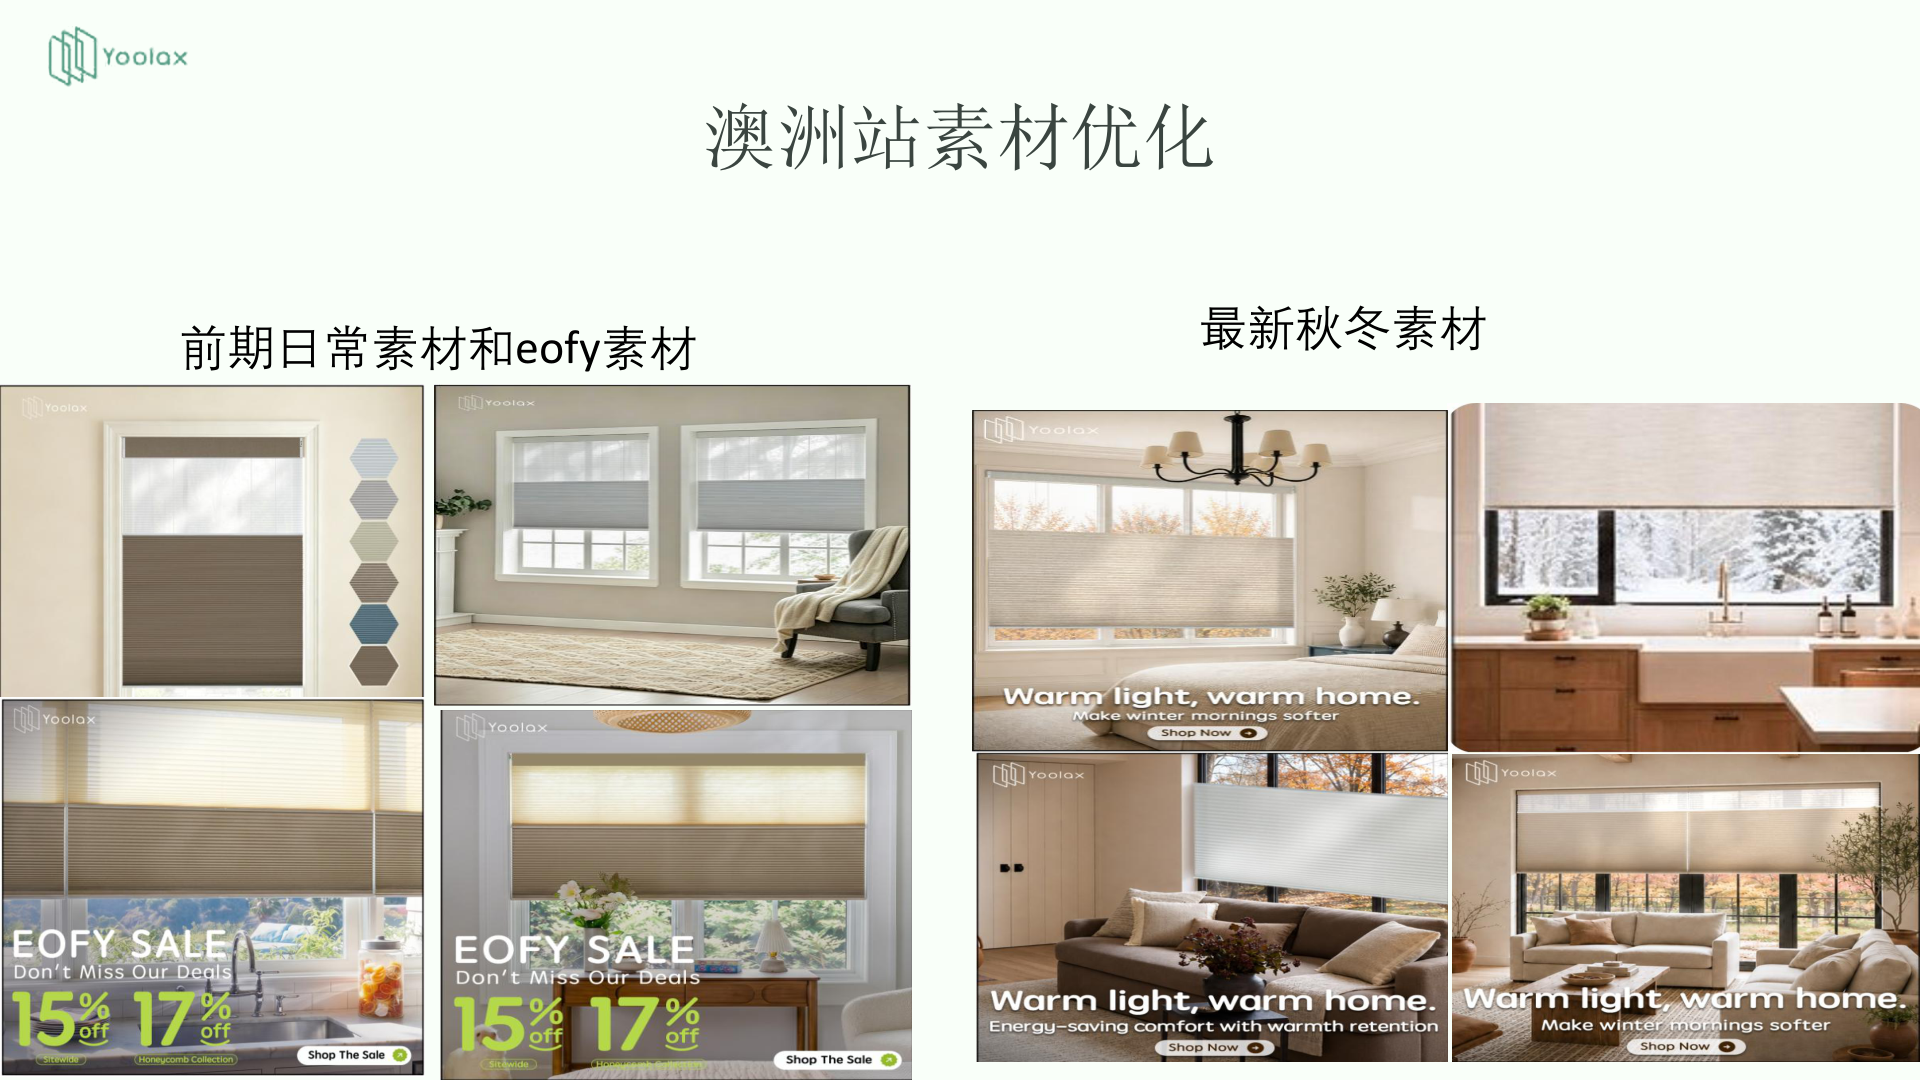 Yoolax
澳洲站素材优化
前期日常素材和eofy素材
最新秋冬素材
Yoolax
Yoolax
Yoolax
EOFY SALE
Don't Miss Our Deals
15% off 17% off
Sitewide Honeycomb Collection
Shop The Sale
Yoolax
EOFY SALE
Don't Miss Our Deals
15% off 17% off
Sitewide Honeycomb Collection
Shop The Sale
Yoolax
Warm light, warm home.
Make winter mornings softer
Shop Now
Yoolax
Warm light, warm home.
Energy-saving comfort with warmth retention
Shop Now
Yoolax
Warm light, warm home.
Make winter mornings softer
Shop Now